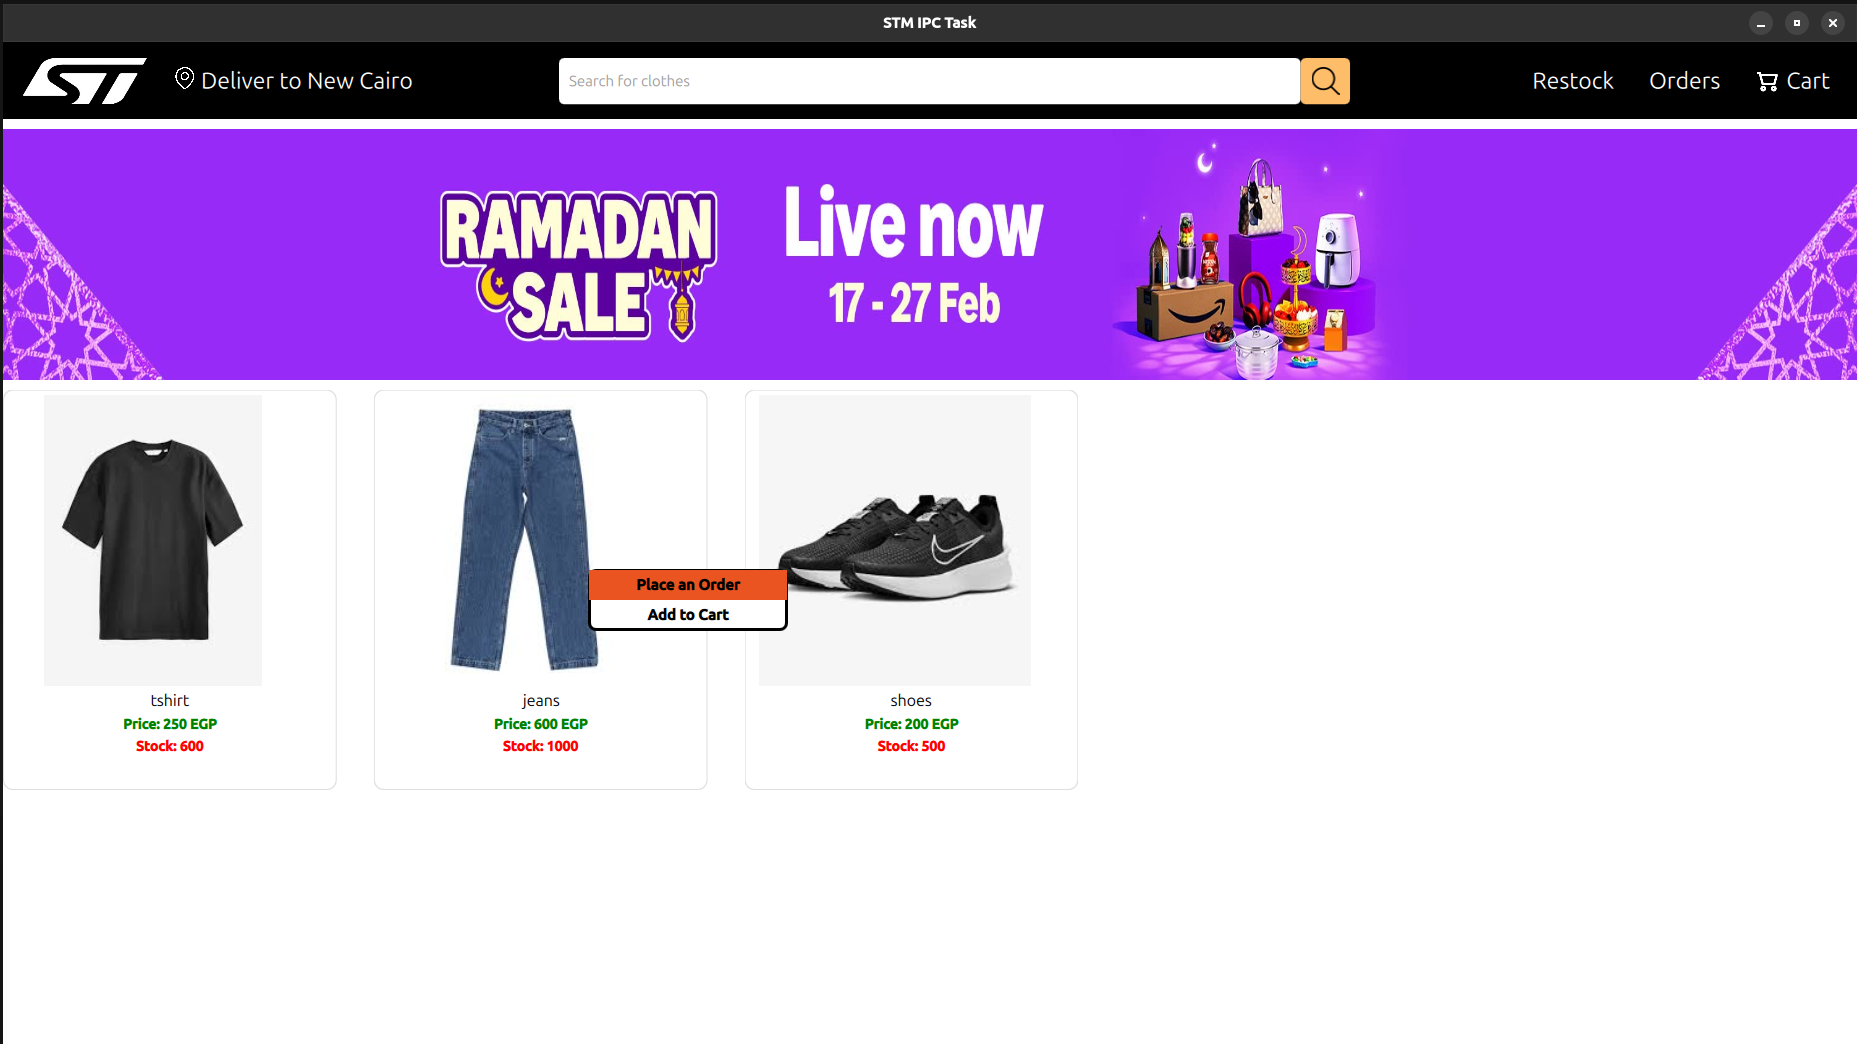 STM IPC Task
ST
Deliver to New Cairo
Search for clothes
Restock
Orders
Cart
RAMADAN
SALE
Live now
17 - 27 Feb
Place an Order
Add to Cart
tshirt
Price: 250 EGP
Stock: 600
jeans
Price: 600 EGP
Stock: 1000
shoes
Price: 200 EGP
Stock: 500